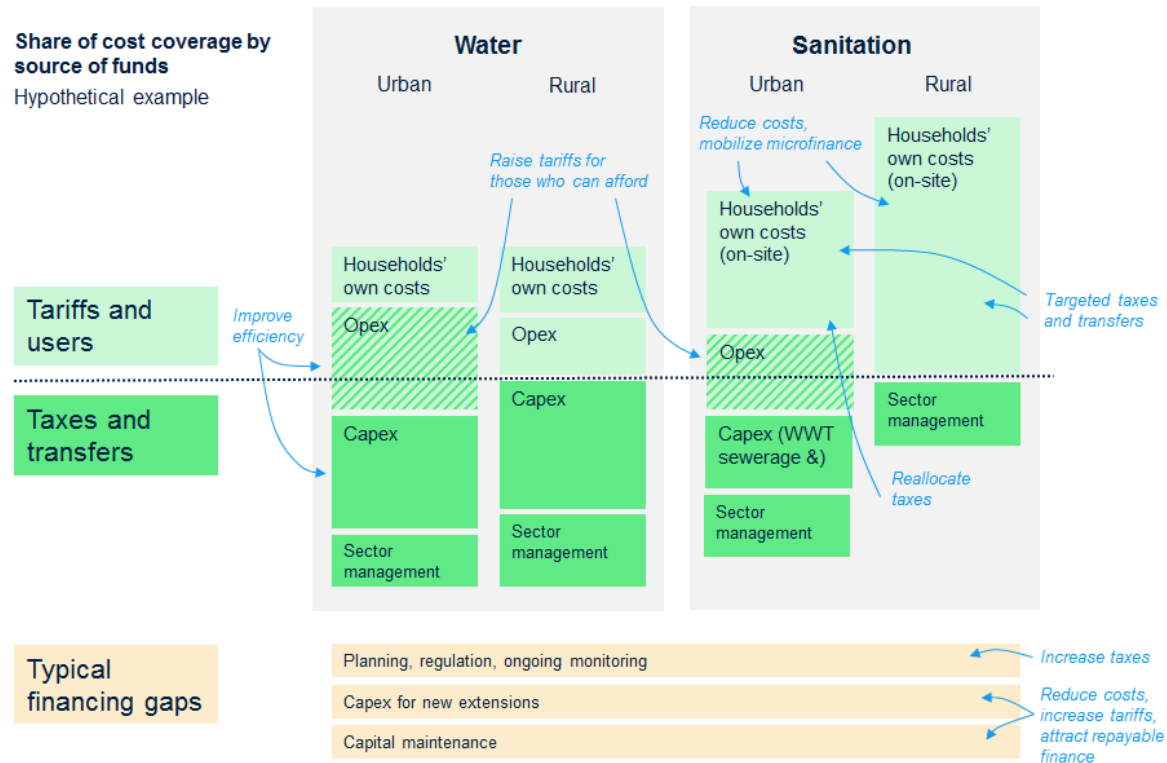 Share of cost coverage by
source of funds
Hypothetical example
Water
Urban
Rural
Sanitation
Urban
Rural
Reduce costs,
mobilize microfinance
Raise tariffs for
those who can afford
Households’
own costs
(on-site)
Households’
own costs
(on-site)
Households’
own costs
Households’
own costs
Tariffs and
users
Improve
efficiency
Opex
Opex
Opex
Targeted taxes
and transfers
Taxes and
transfers
Capex
Capex
Capex (WWT
sewerage &)
Sector
management
Reallocate
taxes
Sector
management
Sector
management
Sector
management
Typical
financing gaps
Planning, regulation, ongoing monitoring
Increase taxes
Capex for new extensions
Capital maintenance
Reduce costs,
increase tariffs,
attract repayable
finance